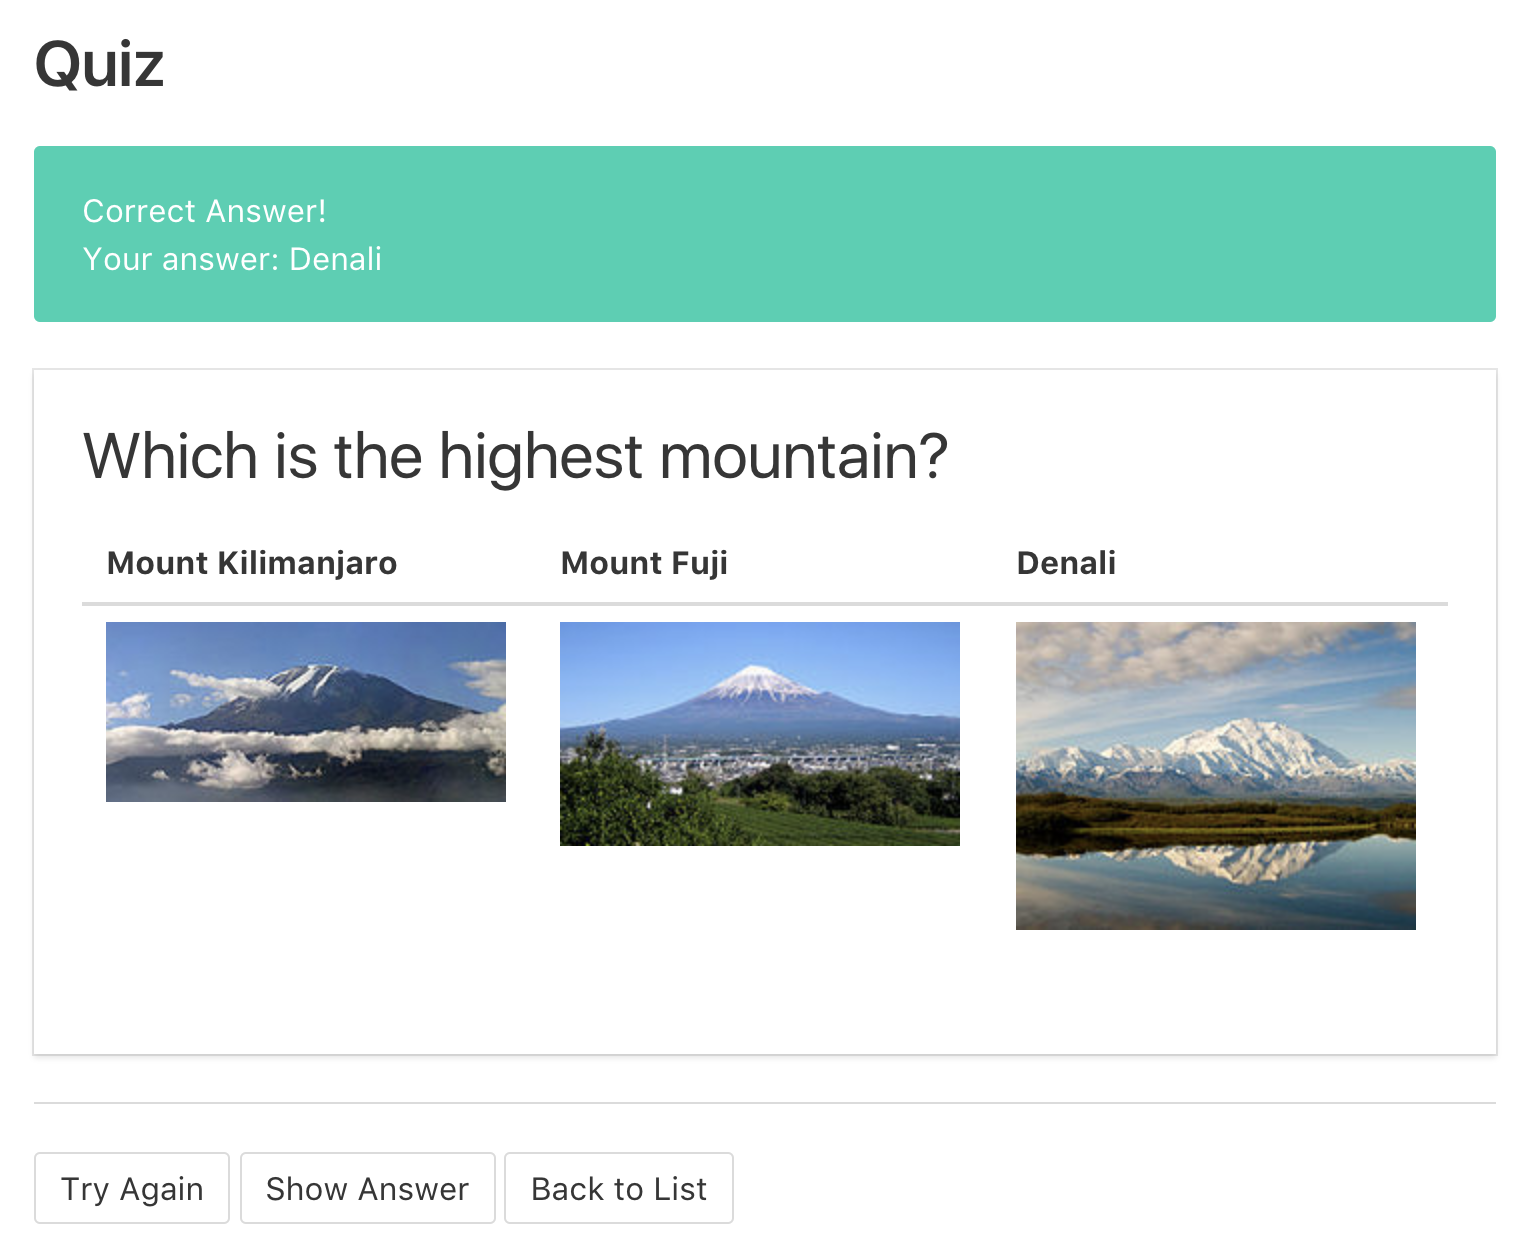 Quiz
Correct Answer!
Your answer: Denali
Which is the highest mountain?
Mount Kilimanjaro Mount Fuji Denali
Try Again Show Answer Back to List